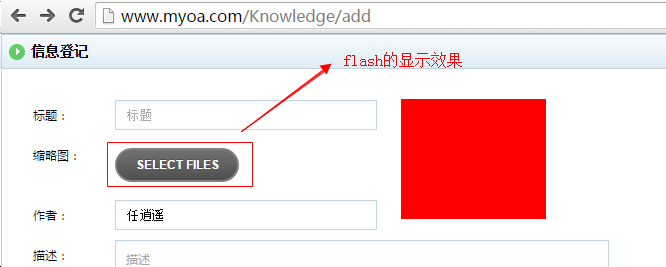 www.myoa.com/Knowledge/add
信息登记
flash的显示效果
标题：
标题
缩略图：
SELECT FILES
作者：
任逍遥
描述：
描述